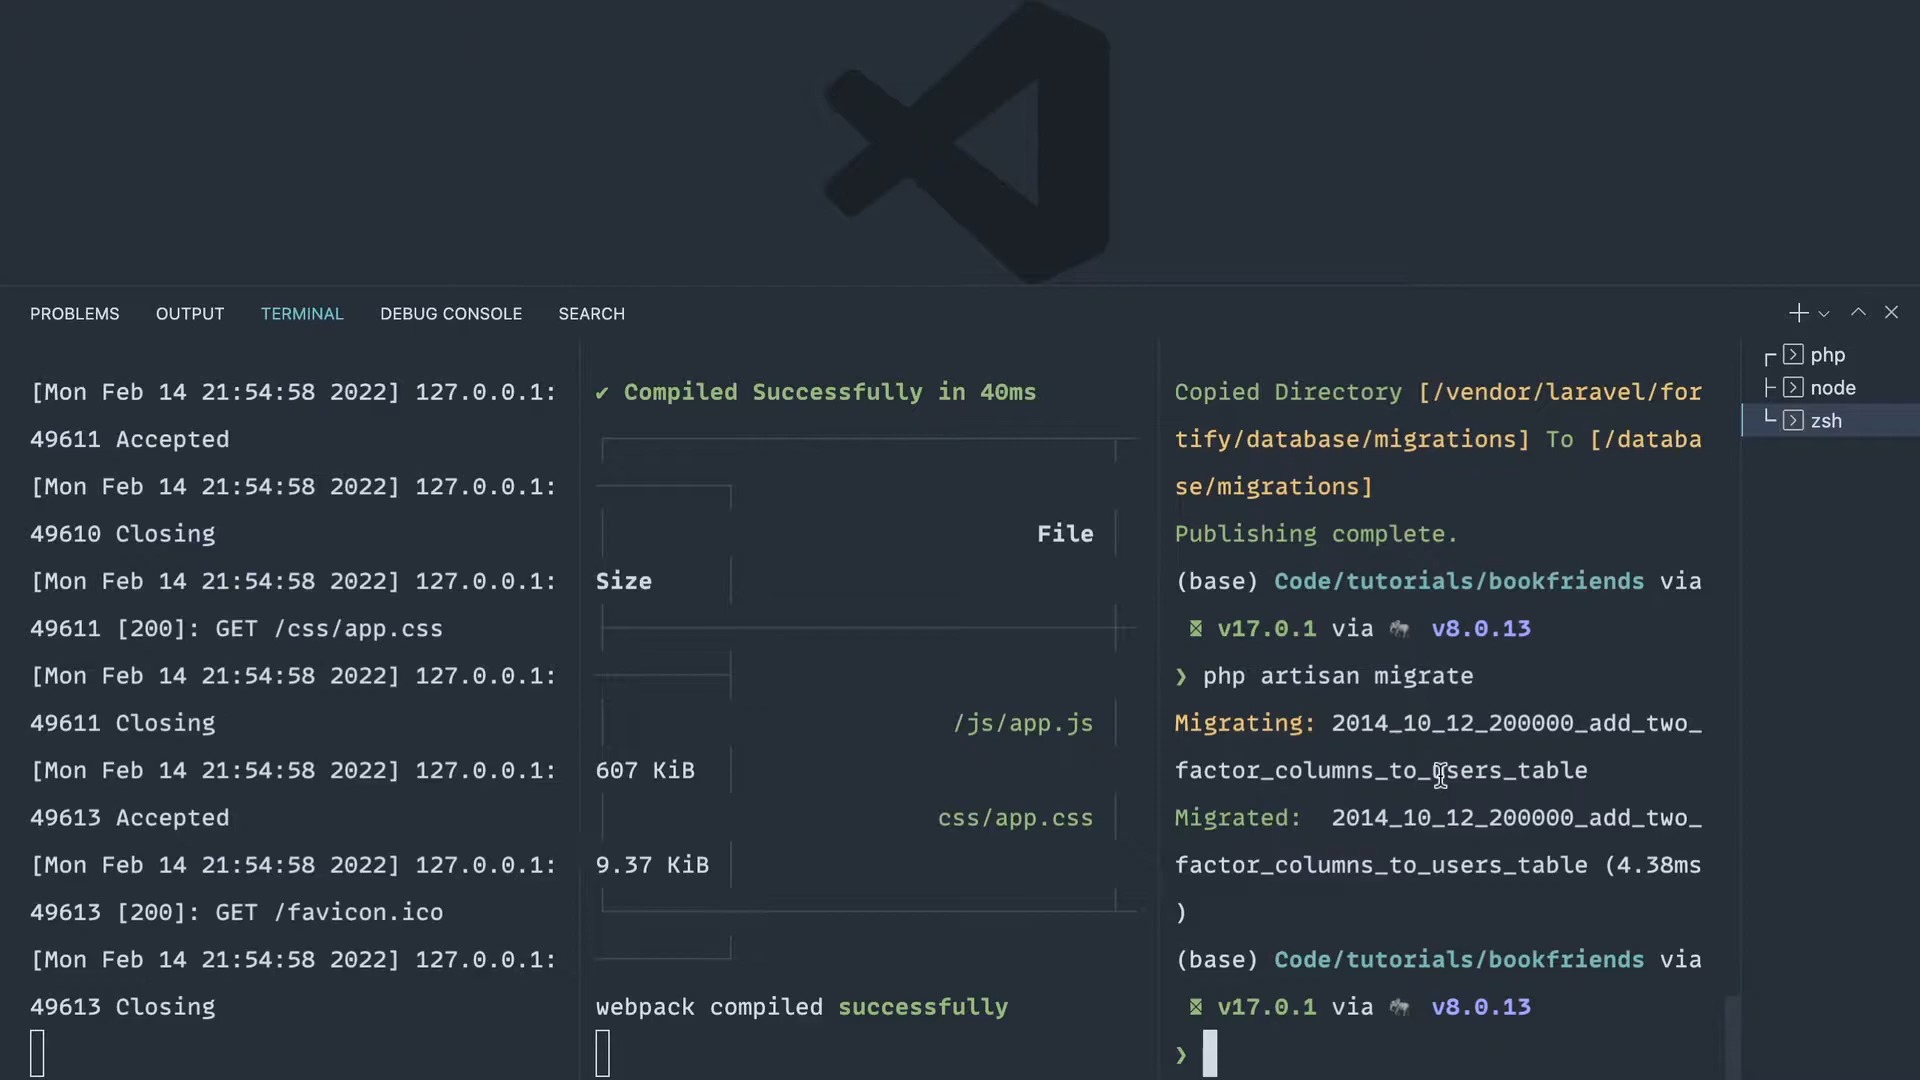 PROBLEMS OUTPUT TERMINAL DEBUG CONSOLE SEARCH
[Mon Feb 14 21:54:58 2022] 127.0.0.1:
49611 Accepted
[Mon Feb 14 21:54:58 2022] 127.0.0.1:
49610 Closing
[Mon Feb 14 21:54:58 2022] 127.0.0.1:
49611 [200]: GET /css/app.css
[Mon Feb 14 21:54:58 2022] 127.0.0.1:
49611 Closing
[Mon Feb 14 21:54:58 2022] 127.0.0.1:
49613 Accepted
[Mon Feb 14 21:54:58 2022] 127.0.0.1:
49613 [200]: GET /favicon.ico
[Mon Feb 14 21:54:58 2022] 127.0.0.1:
49613 Closing
✔ Compiled Successfully in 40ms
File
Size
/js/app.js
607 KiB
css/app.css
9.37 KiB
webpack compiled successfully
Copied Directory [/vendor/laravel/for
tify/database/migrations] To [/databa
se/migrations]
Publishing complete.
(base) Code/tutorials/bookfriends via
v17.0.1 via 🐘 v8.0.13
❯ php artisan migrate
Migrating: 2014_10_12_200000_add_two_
factor_columns_to_users_table
Migrated:  2014_10_12_200000_add_two_
factor_columns_to_users_table (4.38ms
)
(base) Code/tutorials/bookfriends via
v17.0.1 via 🐘 v8.0.13
❯
php
node
zsh